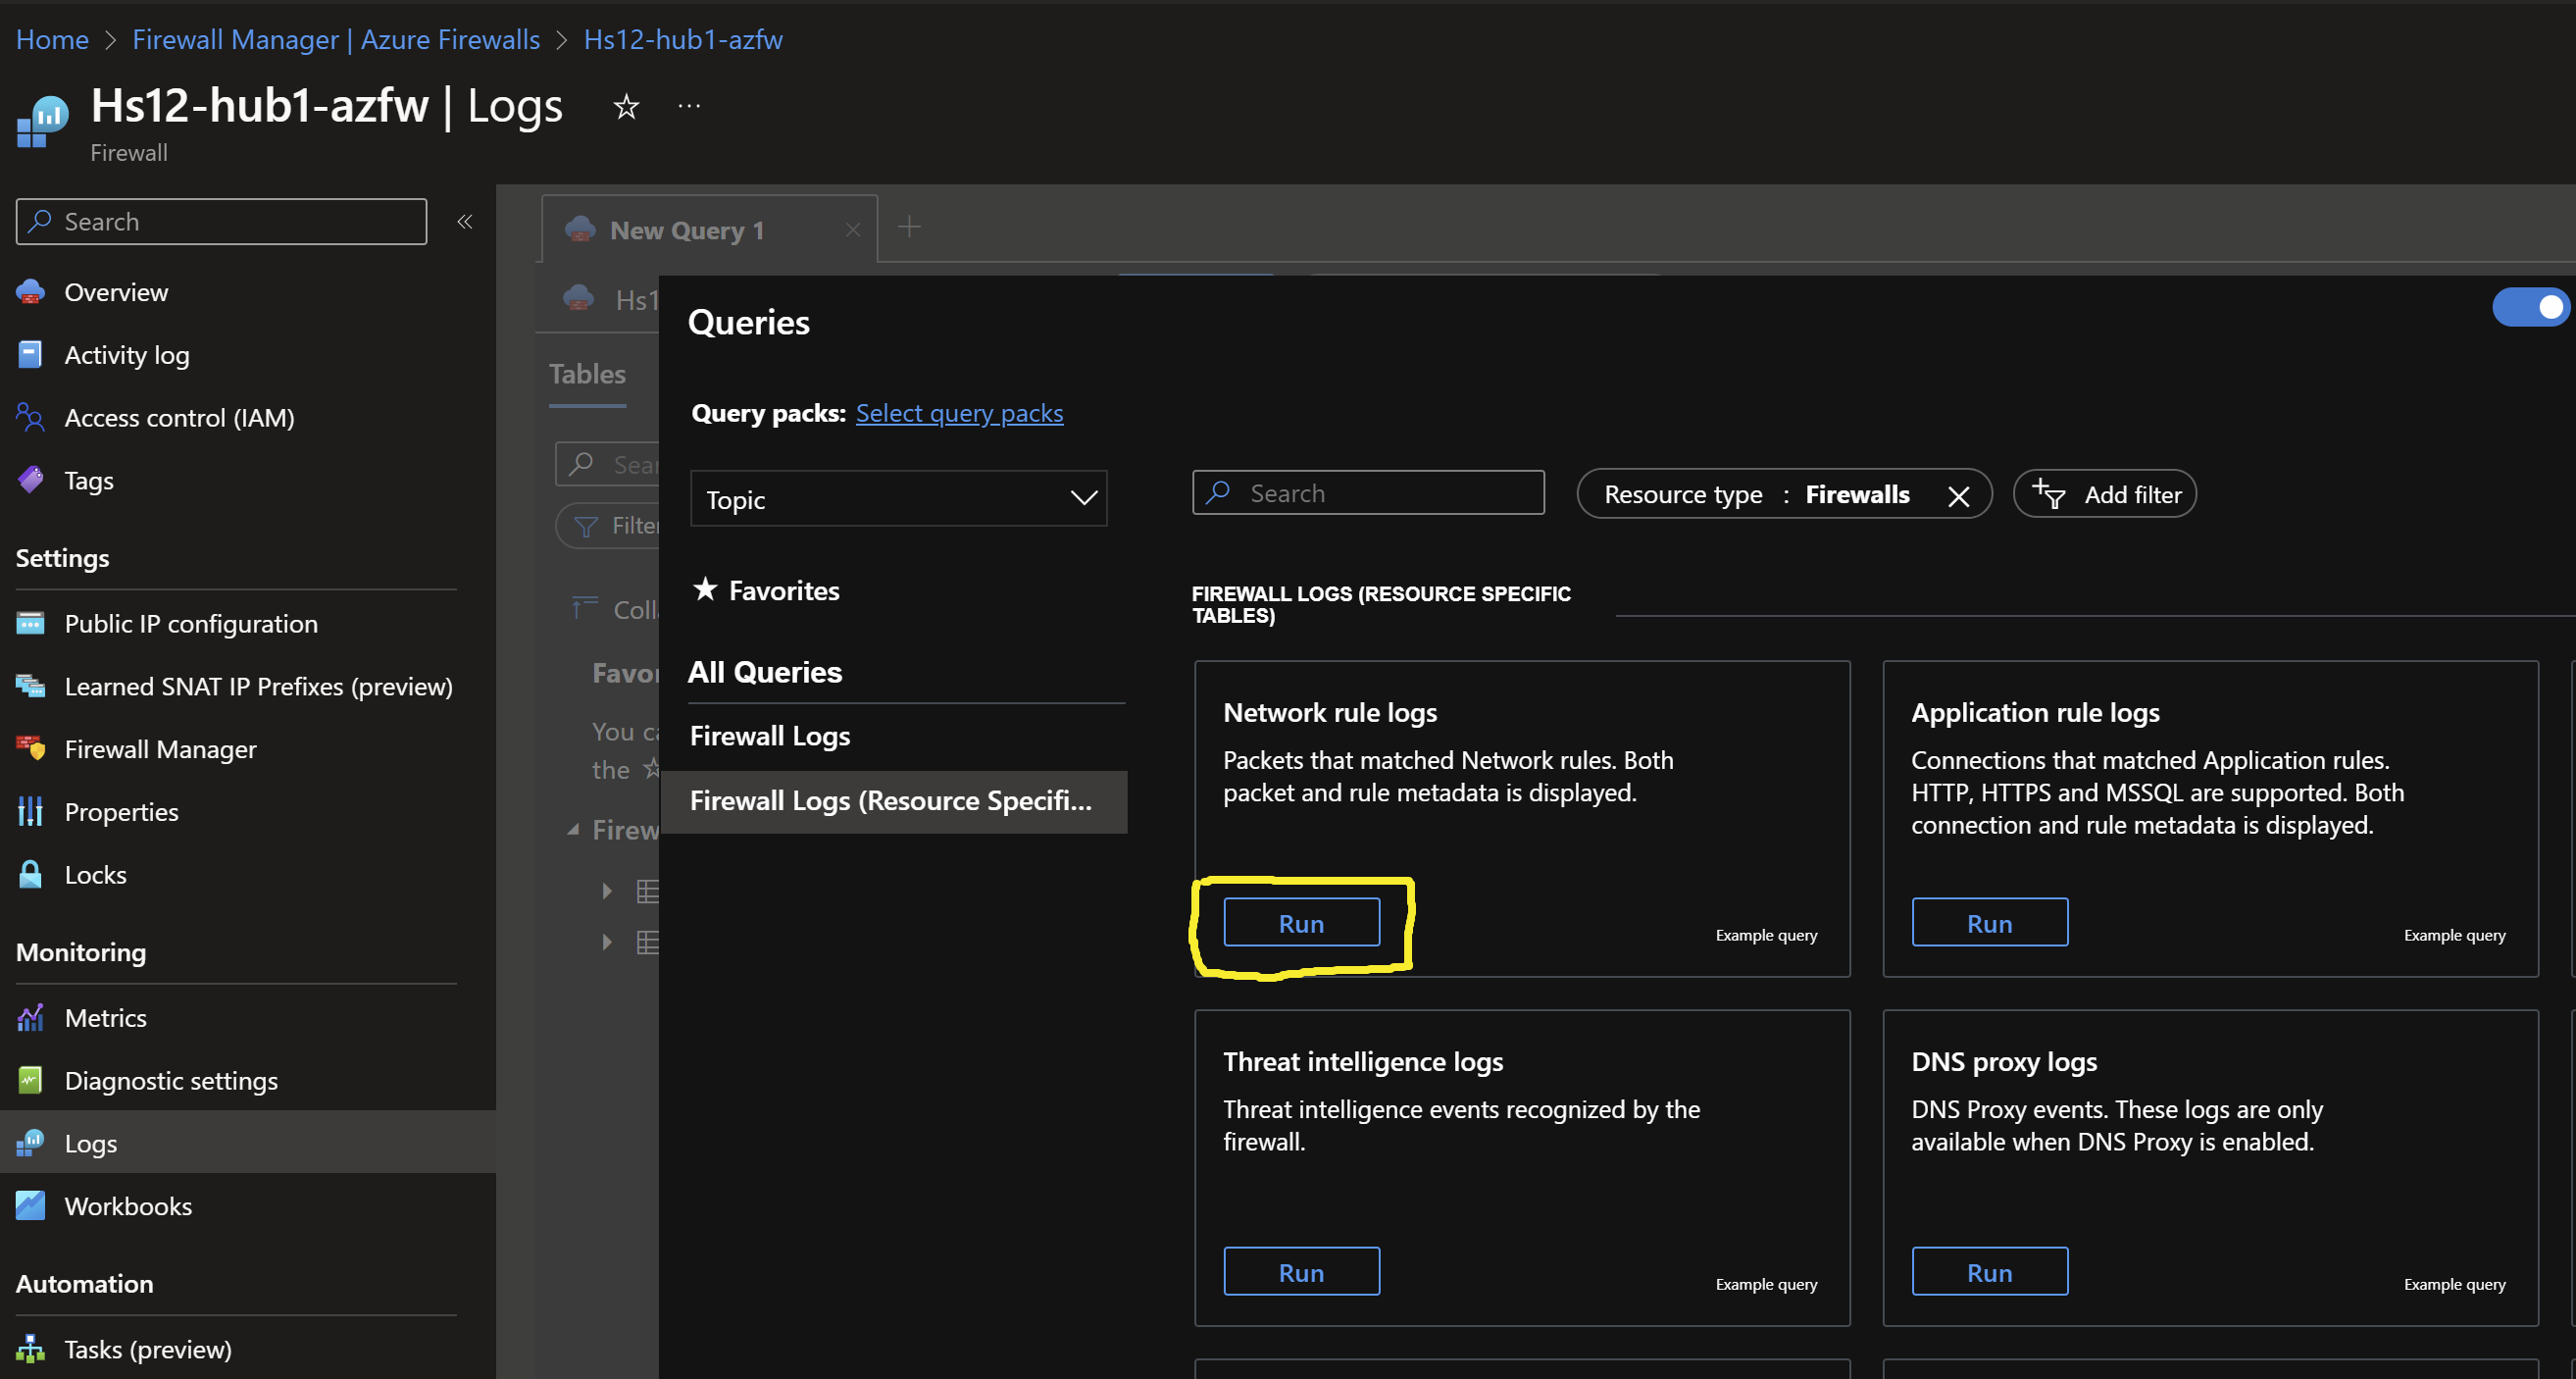 Home > Firewall Manager | Azure Firewalls > Hs12-hub1-azfw
Hs12-hub1-azfw | Logs
Firewall
Search
Overview
Activity log
Access control (IAM)
Tags
Settings
Public IP configuration
Learned SNAT IP Prefixes (preview)
Firewall Manager
Properties
Locks
Monitoring
Metrics
Diagnostic settings
Logs
Workbooks
Automation
Tasks (preview)
New Query 1
Hs1
Tables
Sear
Filter
Coll
Favor
You ca
the
Firew
Queries
Query packs: Select query packs
Topic
Favorites
All Queries
Firewall Logs
Firewall Logs (Resource Specifi...
Search
Resource type : Firewalls
Add filter
FIREWALL LOGS (RESOURCE SPECIFIC
TABLES)
Network rule logs
Packets that matched Network rules. Both
packet and rule metadata is displayed.
Run
Example query
Application rule logs
Connections that matched Application rules.
HTTP, HTTPS and MSSQL are supported. Both
connection and rule metadata is displayed.
Run
Example query
Threat intelligence logs
Threat intelligence events recognized by the
firewall.
Run
Example query
DNS proxy logs
DNS Proxy events. These logs are only
available when DNS Proxy is enabled.
Run
Example query